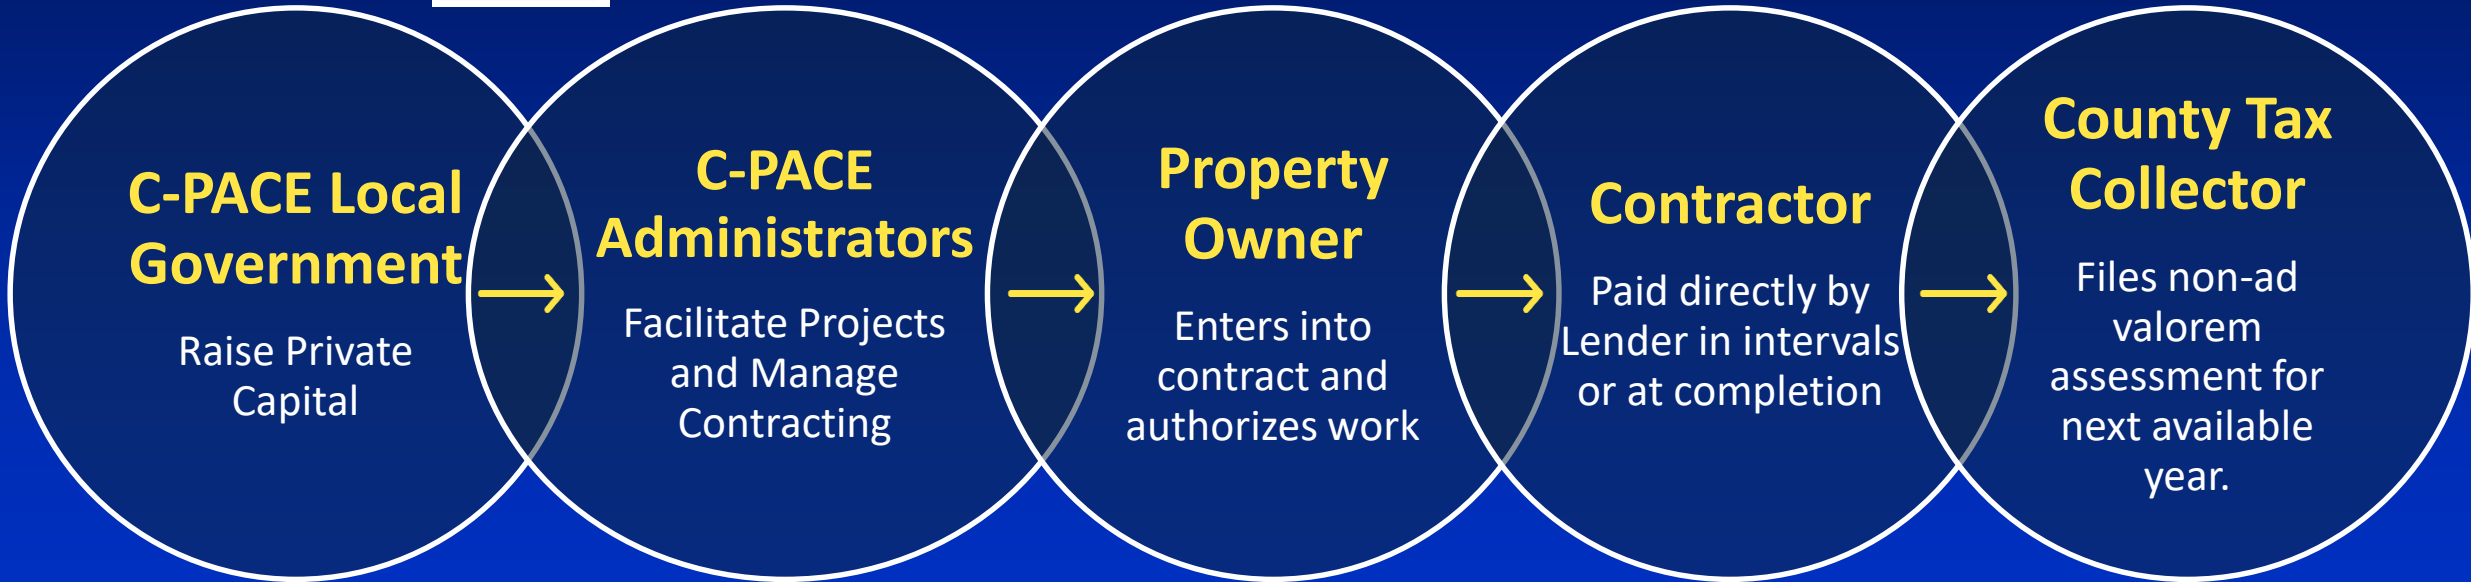 C-PACE Local
Government
Raise Private
Capital
C-PACE
Administrators
Facilitate Projects
and Manage
Contracting
Property
Owner
Enters into
contract and
authorizes work
Contractor
Paid directly by
Lender in intervals
or at completion
County Tax
Collector
Files non-ad
valorem
assessment for
next available
year.